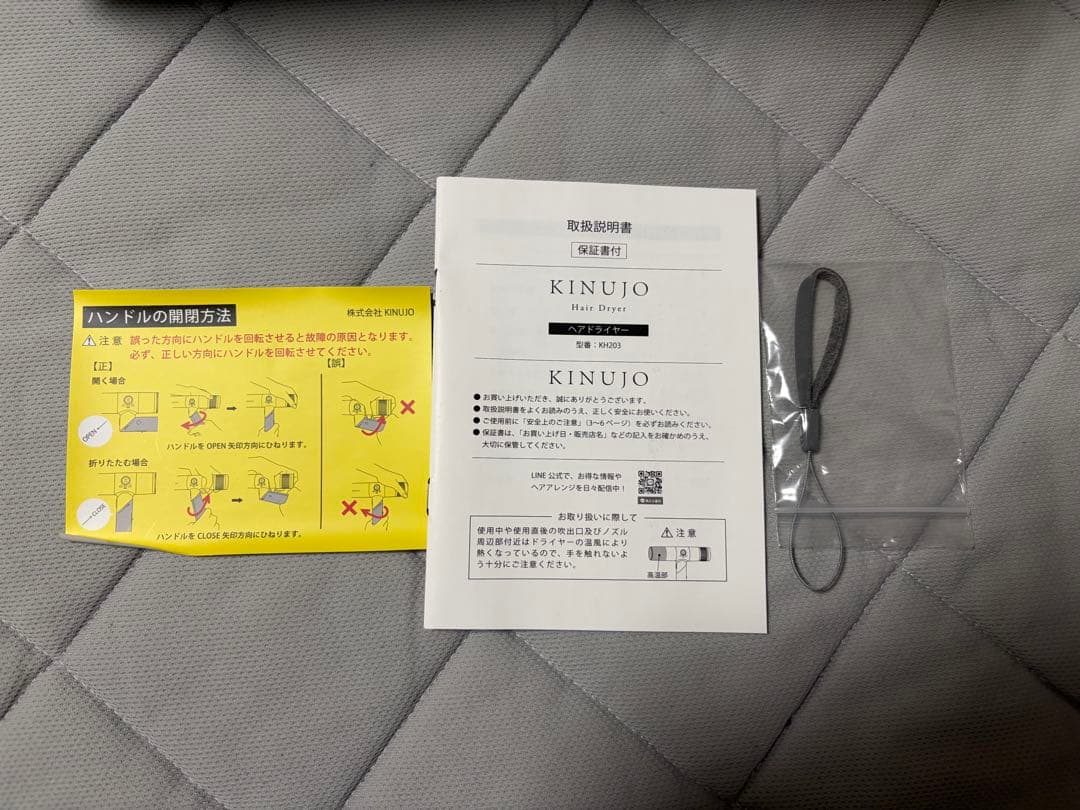 ハンドルの開閉方法
株式会社 KINUJO
注意
誤った方向にハンドルを回転させると故障の原因となります。
必ず、正しい方向にハンドルを回転させてください。
【正】
【誤】
開く場合
OPEN
ハンドルを OPEN 矢印方向にひねります。
折りたたむ場合
CLOSE
ハンドルを CLOSE 矢印方向にひねります。
取扱説明書
保証書付
KINUJO
Hair Dryer
ヘアドライヤー
型番：KH203
KINUJO
● お買い上げいただき、誠にありがとうございます。
● 取扱説明書をよくお読みのうえ、正しく安全にお使いください。
● ご使用前に「安全上のご注意」（3〜6 ページ）を必ずお読みください。
● 保証書は、「お買い上げ日・販売店名」などの記入をお確かめのうえ、
大切に保管してください。
LINE 公式で、お得な情報や
ヘアアレンジを日々配信中！
お取り扱いに際して
使用中や使用直後の吹出口及びノズル
周辺部付近はドライヤーの温風により
熱くなっているので、手を触れないよ
う十分にご注意ください。
注意
高温部